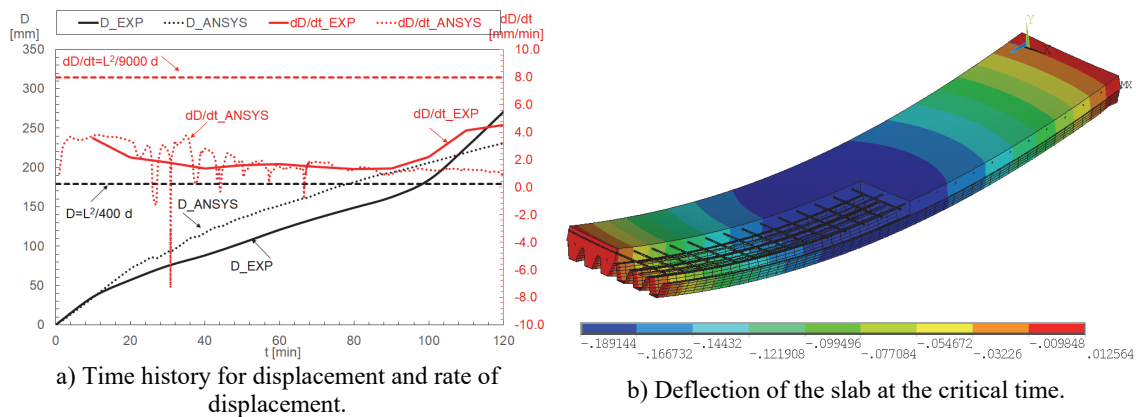 D
[mm]
D_EXP
D_ANSYS
dD/dt_EXP
dD/dt_ANSYS
dD/dt
[mm/min]
350
300
250
200
150
100
50
0
10.0
8.0
6.0
4.0
2.0
0.0
-2.0
-4.0
-6.0
-8.0
-10.0
dD/dt=L²/9000 d
dD/dt_ANSYS
dD/dt_EXP
D=L²/400 d
D_ANSYS
D_EXP
0
20
40
60
80
100
120
t [min]
a) Time history for displacement and rate of
displacement.
Y
X
MX
-.189144
-.166732
-.14432
-.121908
-.099496
-.077084
-.054672
-.03226
-.009848
.012564
b) Deflection of the slab at the critical time.